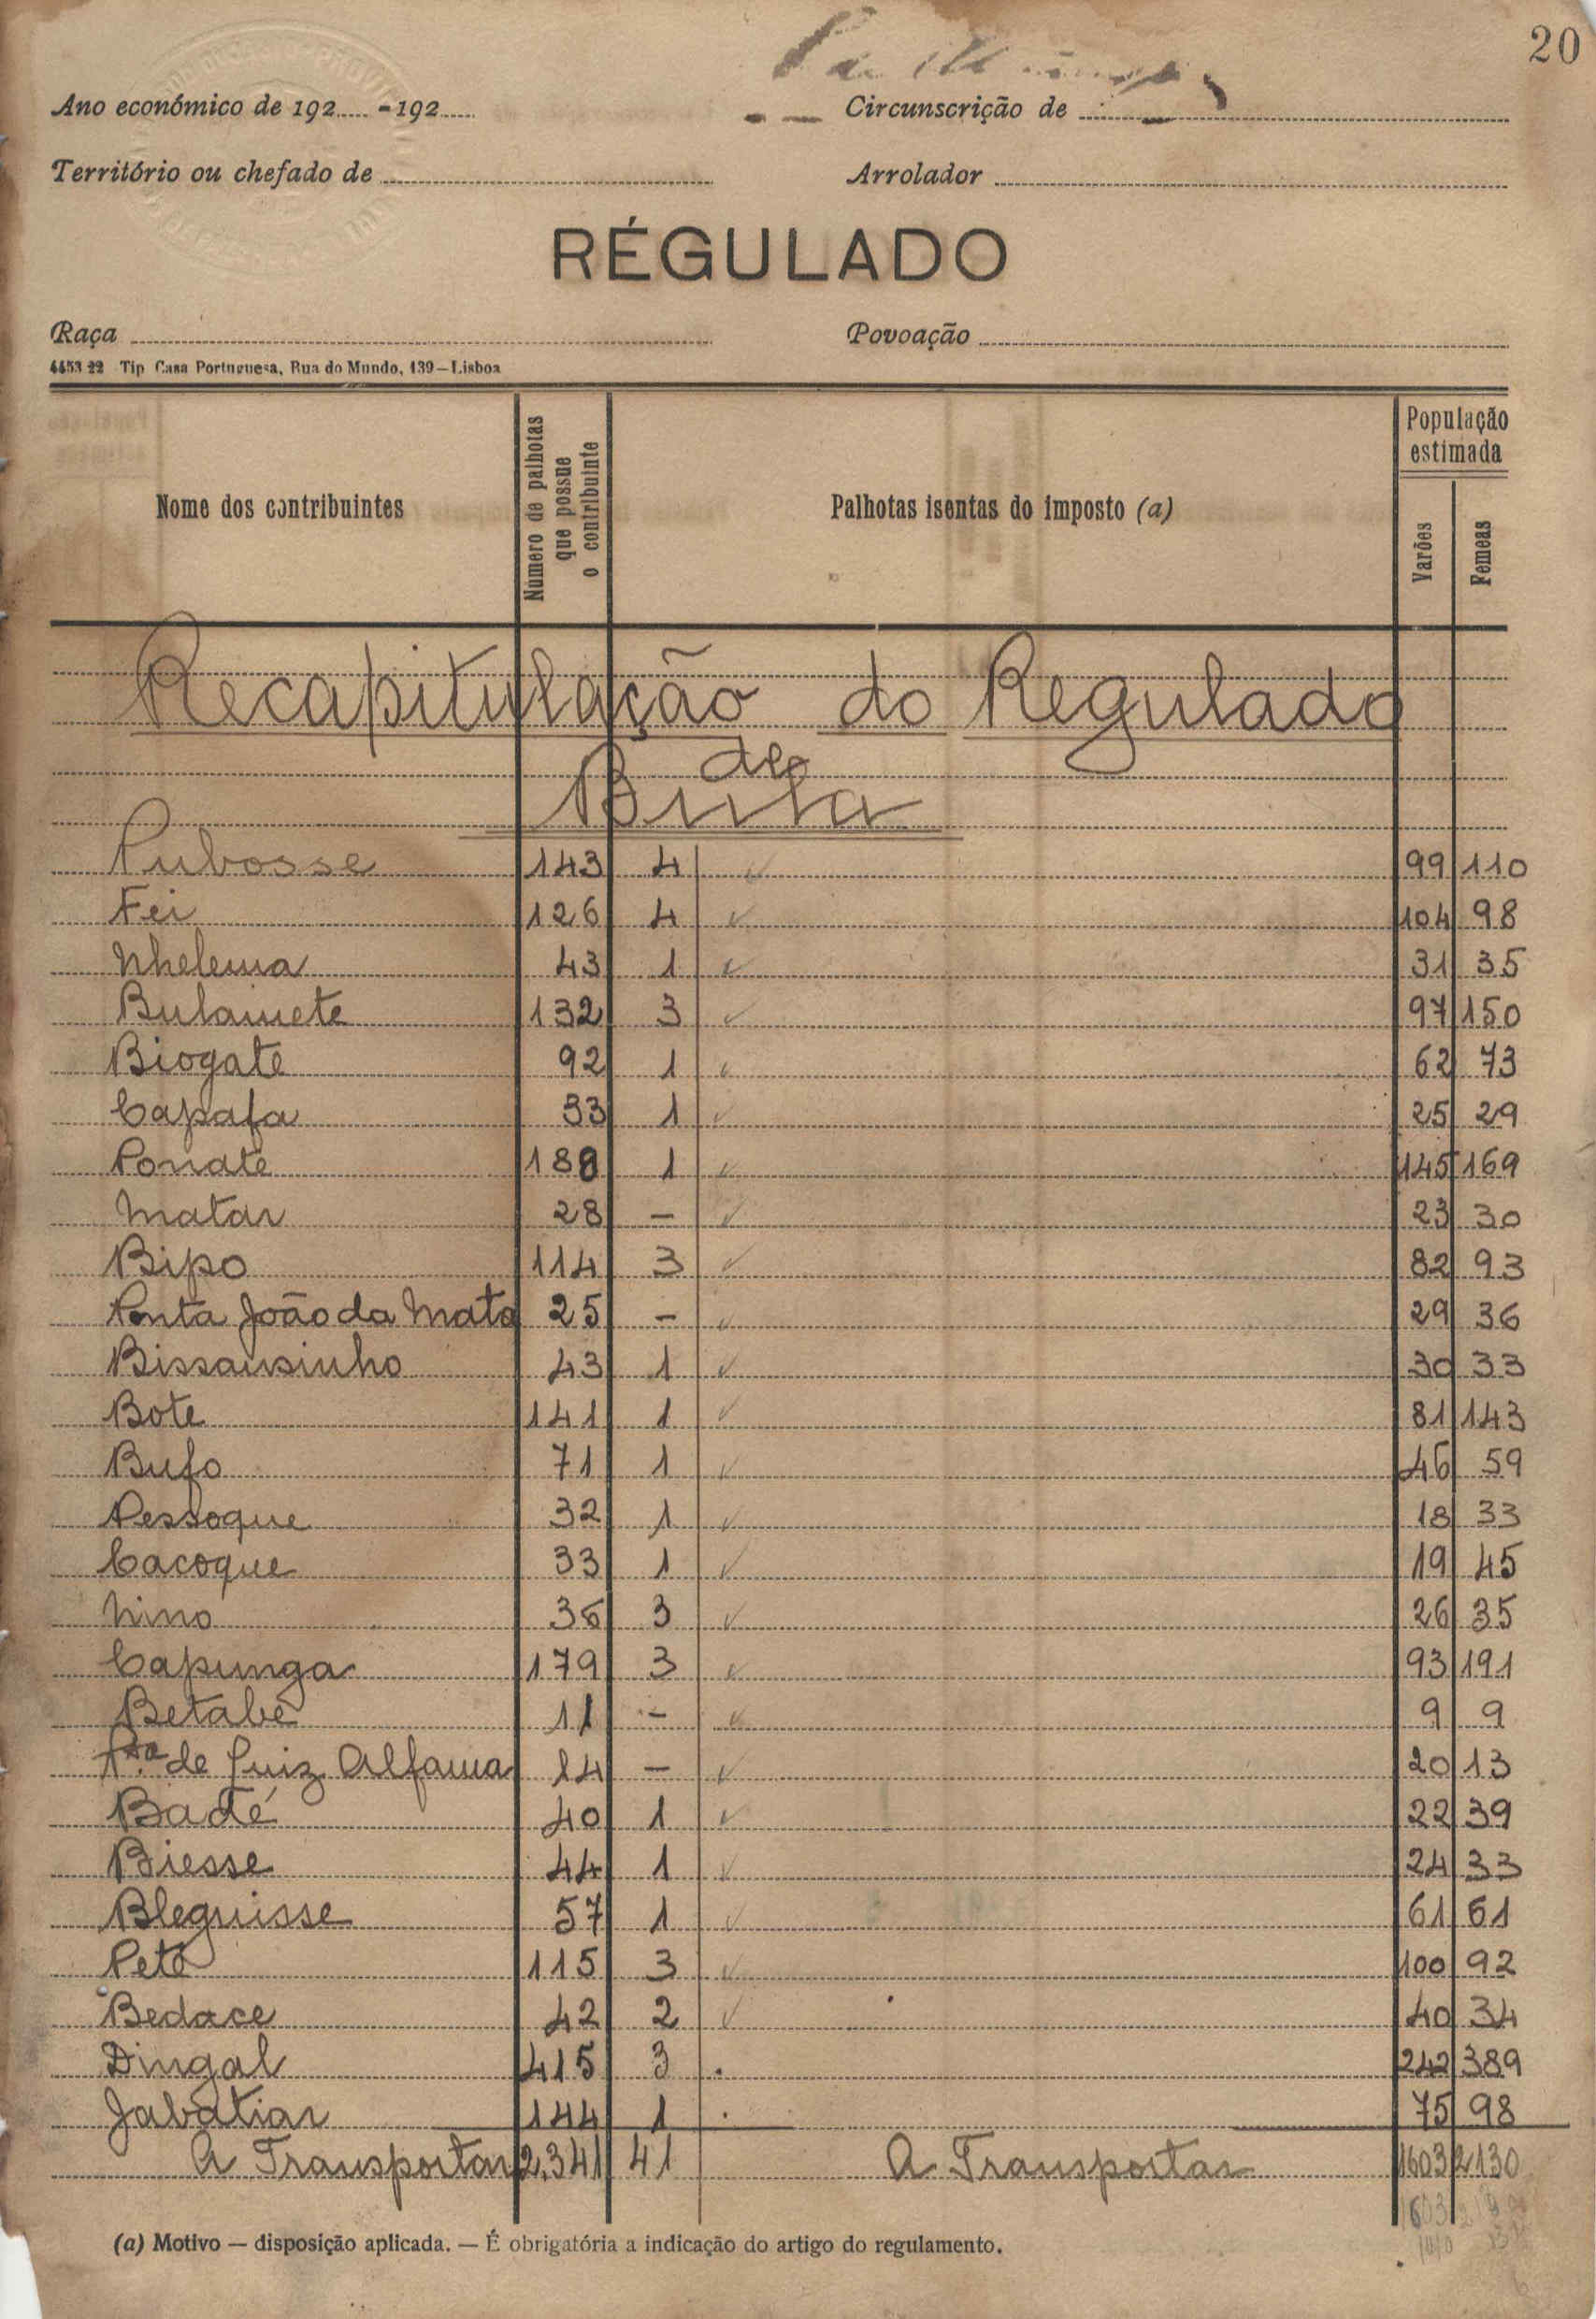 20
Ano económico de 192..... - 192..... Circunscrição de
Território ou chefado de Arrolador
RÉGULADO
Raça Povoação
4453 22 Tip Casa Portuguesa, Rua do Mundo, 139—Lisboa
Nome dos contribuintes Número de palhotas que possue o contribuinte Palhotas isentas do imposto (a) População estimada Varões Femeas
Recapitulação do Regulado
de
Bula
Pubosse 143 4 ✓ 99 110
Fei 126 4 ✓ 104 98
Nhelema 43 1 ✓ 31 35
Bulamete 132 3 ✓ 97 150
Biogate 92 1 ✓ 62 73
Capafa 33 1 ✓ 25 29
Ponate 188 1 ✓ 145 169
Matar 28 - ✓ 23 30
Bipo 114 3 ✓ 82 93
Ponta João da Mata 25 - ✓ 29 36
Bissausinho 43 1 ✓ 30 33
Bote 141 1 ✓ 81 143
Bufo 71 1 ✓ 46 59
Pessoque 32 1 ✓ 18 33
Cacoque 33 1 ✓ 19 45
Nino 36 3 ✓ 26 35
Capunga 179 3 ✓ 93 191
Betabe 11 - ✓ 9 9
Pta de Luiz Alfama 14 - ✓ 20 13
Badé 40 1 ✓ 22 39
Biesse 44 1 ✓ 24 33
Bleguisse 57 1 ✓ 61 61
Pete 115 3 ✓ 100 92
Bedace 42 2 ✓ 40 34
Dingal 415 3 . 242 389
Jabatiar 144 1 . 75 98
A Transportar 2,341 41 A Transportar 1603 2130
1603
(a) Motivo — disposição aplicada. — É obrigatória a indicação do artigo do regulamento.